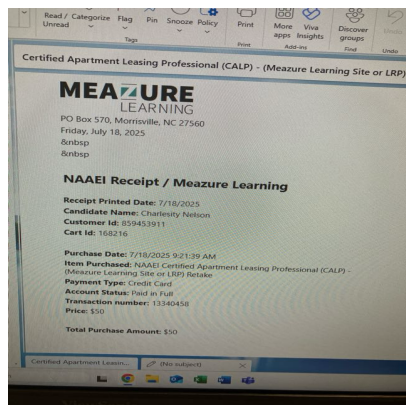 Read / Unread
Categorize
Flag
Pin
Snooze
Policy
Print
More apps
Viva Insights
Discover groups
Undo
Tags
Print
Add-ins
Find
Undo
Certified Apartment Leasing Professional (CALP) - (Meazure Learning Site or LRP)
MEAZURE
LEARNING
PO Box 570, Morrisville, NC 27560
Friday, July 18, 2025
&nbsp
&nbsp
NAAEI Receipt / Meazure Learning
Receipt Printed Date: 7/18/2025
Candidate Name: Charlesity Nelson
Customer Id: 859453911
Cart Id: 168216
Purchase Date: 7/18/2025 9:21:39 AM
Item Purchased: NAAEI Certified Apartment Leasing Professional (CALP) -
(Meazure Learning Site or LRP) Retake
Payment Type: Credit Card
Account Status: Paid in Full
Transaction number: 13340458
Price: $50
Total Purchase Amount: $50
Certified Apartment Leasin...
(No subject)